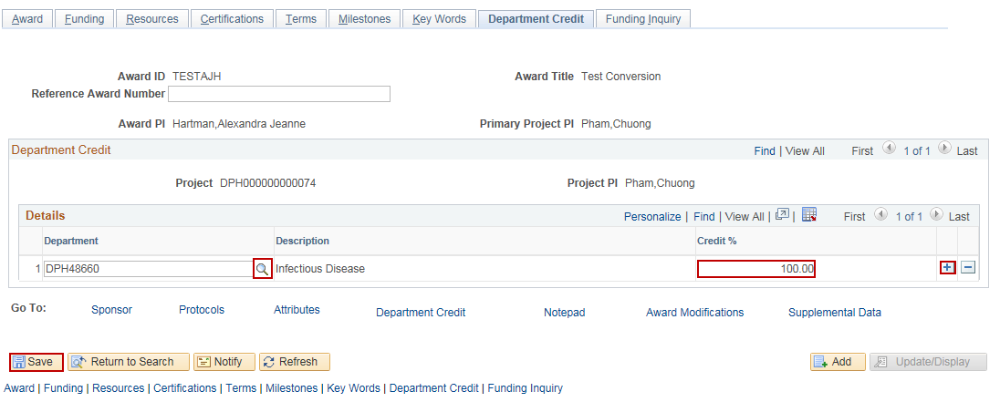 Award Funding Resources Certifications Terms Milestones Key Words Department Credit Funding Inquiry
Award ID TESTAJH Award Title Test Conversion
Reference Award Number
Award PI Hartman,Alexandra Jeanne Primary Project PI Pham,Chuong
Department Credit Find | View All First 1 of 1 Last
Project DPH000000000074 Project PI Pham,Chuong
Details Personalize | Find | View All | | First 1 of 1 Last
Department Description Credit %
1 DPH48660 Infectious Disease 100.00
Go To: Sponsor Protocols Attributes Department Credit Notepad Award Modifications Supplemental Data
Save Return to Search Notify Refresh Add Update/Display
Award | Funding | Resources | Certifications | Terms | Milestones | Key Words | Department Credit | Funding Inquiry